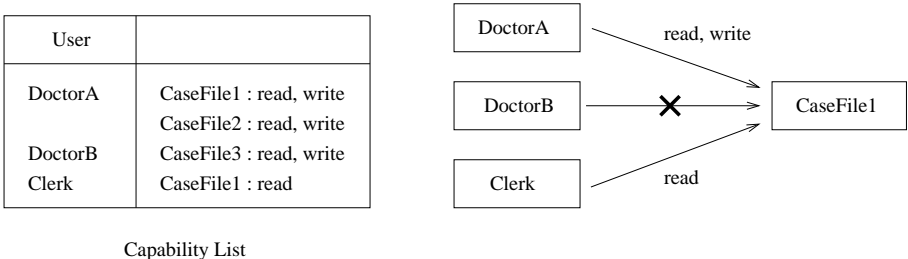 User
DoctorA CaseFile1 : read, write
CaseFile2 : read, write
DoctorB CaseFile3 : read, write
Clerk CaseFile1 : read
Capability List
DoctorA
read, write
DoctorB
CaseFile1
Clerk
read